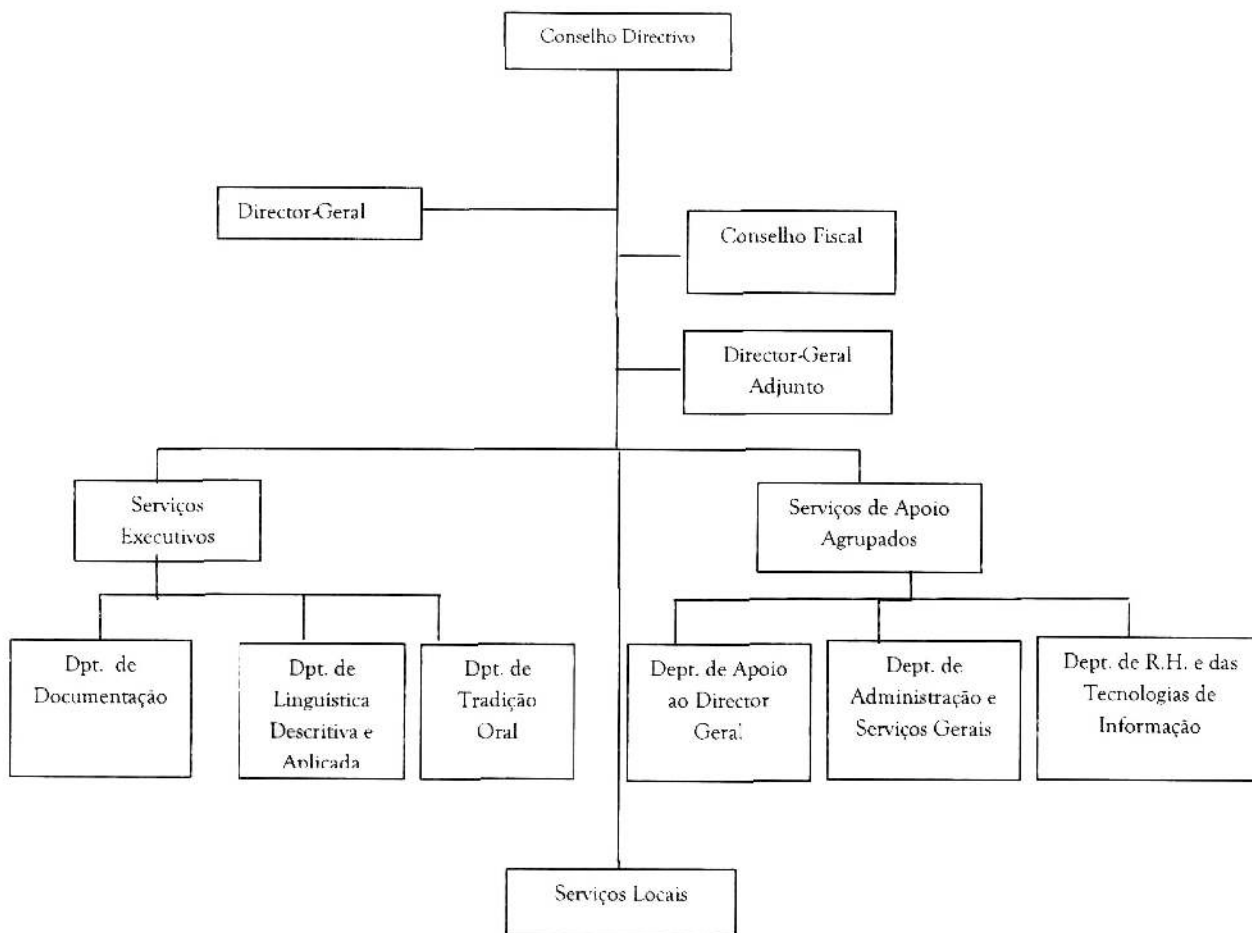 Conselho Directivo
Director-Geral
Conselho Fiscal
Director-Geral
Adjunto
Serviços
Executivos
Serviços de Apoio
Agrupados
Dpt. de
Documentação
Dpt. de
Linguística
Descritiva e
Aplicada
Dpt. de
Tradição
Oral
Dept. de Apoio
ao Director
Geral
Dept. de
Administração e
Serviços Gerais
Dept. de R.H. e das
Tecnologias de
Informação
Serviços Locais